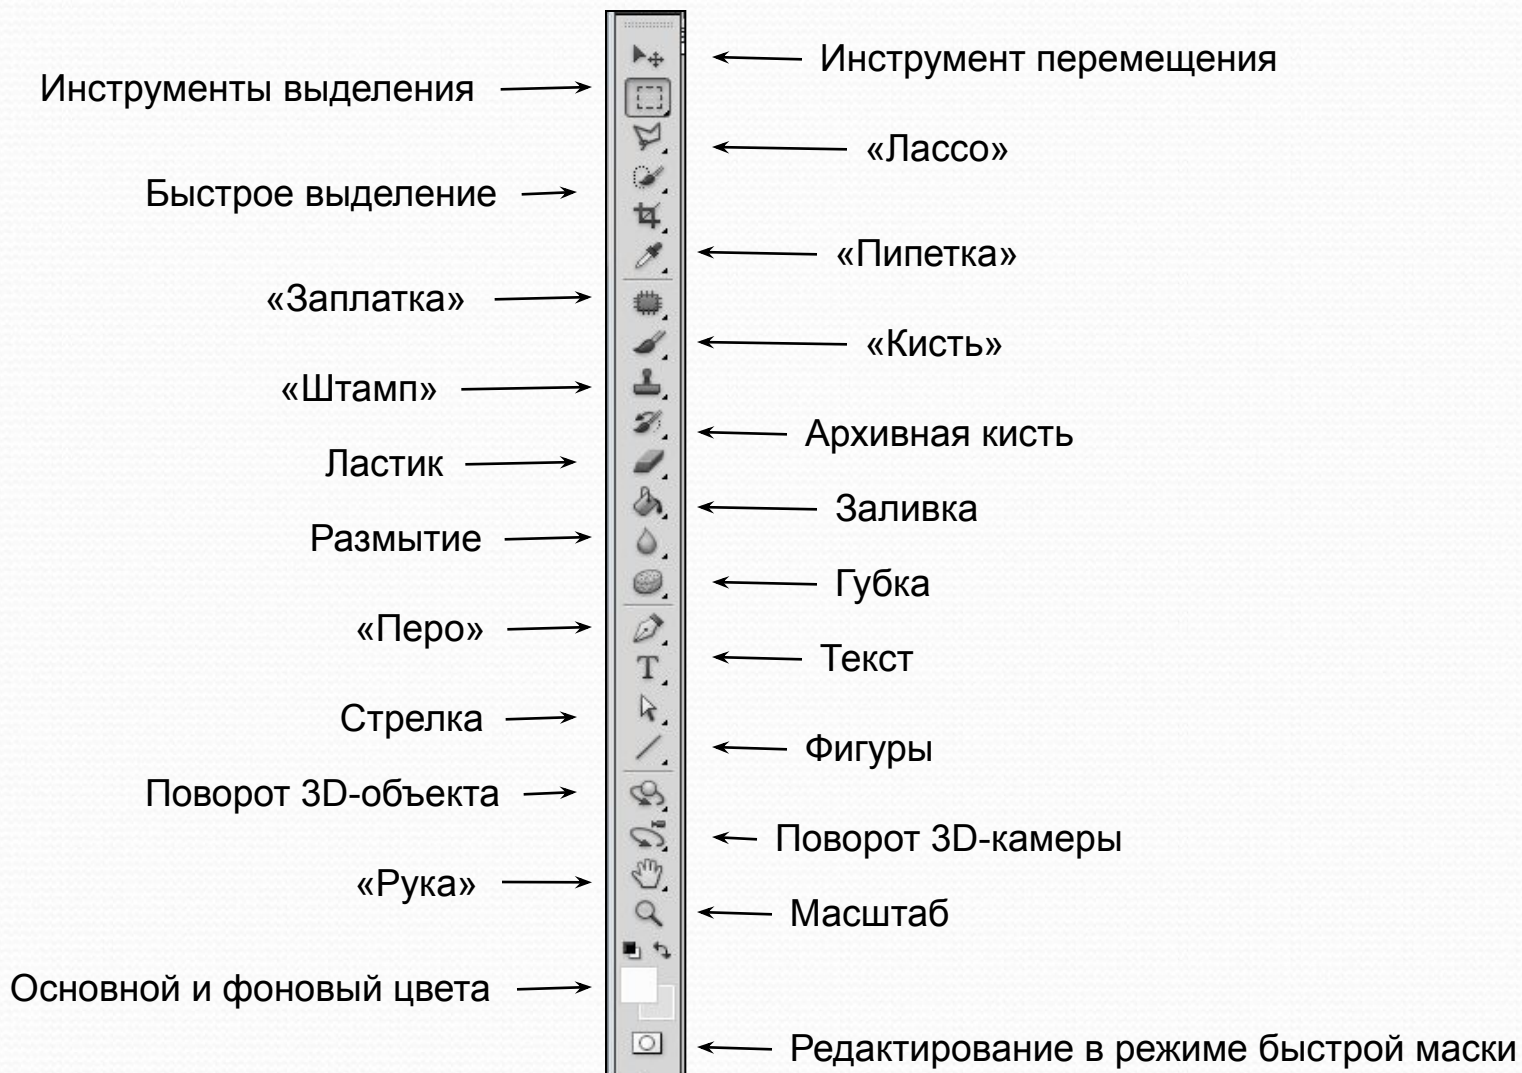 Инструмент перемещения
Инструменты выделения
«Лассо»
Быстрое выделение
«Пипетка»
«Заплатка»
«Кисть»
«Штамп»
Архивная кисть
Ластик
Заливка
Размытие
Губка
«Перо»
Текст
Стрелка
Фигуры
Поворот 3D-объекта
Поворот 3D-камеры
«Рука»
Масштаб
Основной и фоновый цвета
Редактирование в режиме быстрой маски